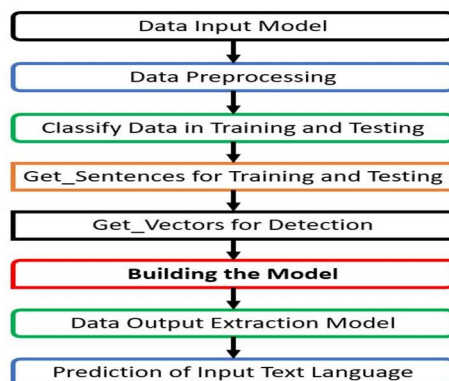 Data Input Model
Data Preprocessing
Classify Data in Training and Testing
Get_Sentences for Training and Testing
Get_Vectors for Detection
Building the Model
Data Output Extraction Model
Prediction of Input Text Language